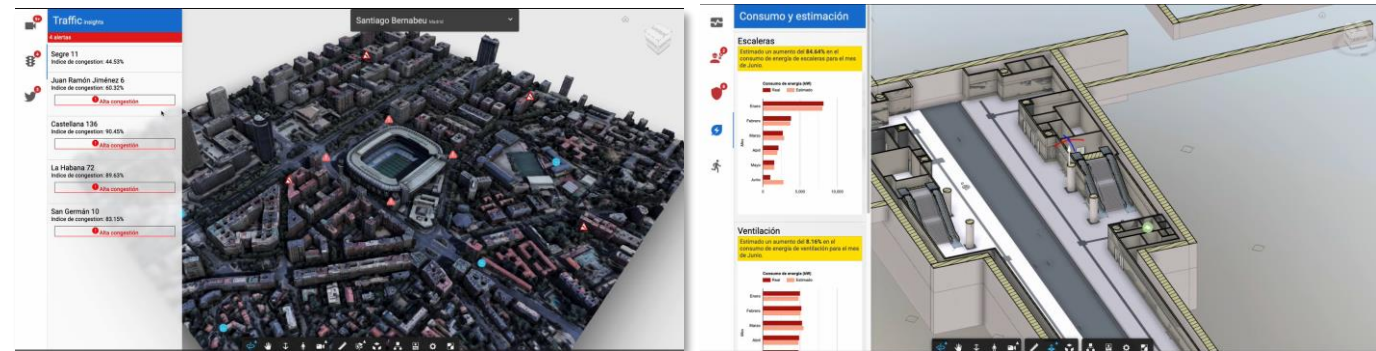 Traffic insights
4 alertas
Segre 11
Indice de congestion: 44.53%
Juan Ramón Jiménez 6
Indice de congestion: 60.32%
Alta congestión
Castellana 136
Indice de congestion: 90.45%
Alta congestión
La Habana 72
Indice de congestion: 89.63%
Alta congestión
San Germán 10
Indice de congestion: 83.15%
Alta congestión
Santiago Bernabeu Madrid
Consumo y estimación
Escaleras
Estimado un aumento del 84.64% en el
consumo de energía de escaleras para el mes
de Junio.
Consumo de energía (kW)
Real Estimado
Enero
Febrero
Marzo
Abril
Mayo
Junio
Mes
0 5,000 10,000
Ventilación
Estimado un aumento del 8.16% en el
consumo de energía de ventilación para el mes
de Junio.
Consumo de energía (kW)
Real Estimado
Enero
Febrero
Marzo
Abril
Mes